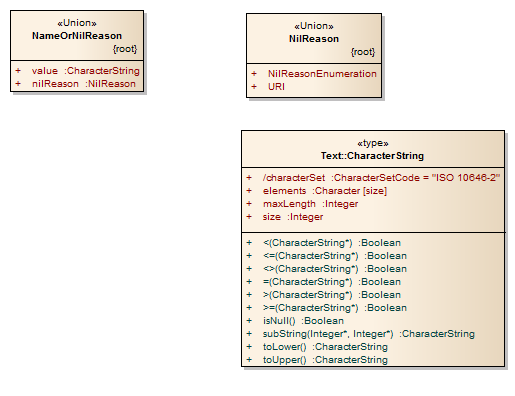 «Union»
NameOrNilReason
{root}
+ value :CharacterString
+ nilReason :NilReason
«Union»
NilReason
{root}
+ NilReasonEnumeration
+ URI
«type»
Text::CharacterString
+ /characterSet :CharacterSetCode = "ISO 10646-2"
+ elements :Character [size]
+ maxLength :Integer
+ size :Integer
+ <(CharacterString*) :Boolean
+ <=(CharacterString*) :Boolean
+ <>(CharacterString*) :Boolean
+ =(CharacterString*) :Boolean
+ >(CharacterString*) :Boolean
+ >=(CharacterString*) :Boolean
+ isNull() :Boolean
+ subString(Integer*, Integer*) :CharacterString
+ toLower() :CharacterString
+ toUpper() :CharacterString